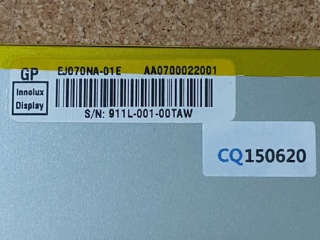 GP EJ070NA-01E AA0700022001
Innolux
Display
S/N: 911L-001-00TAW
CQ150620